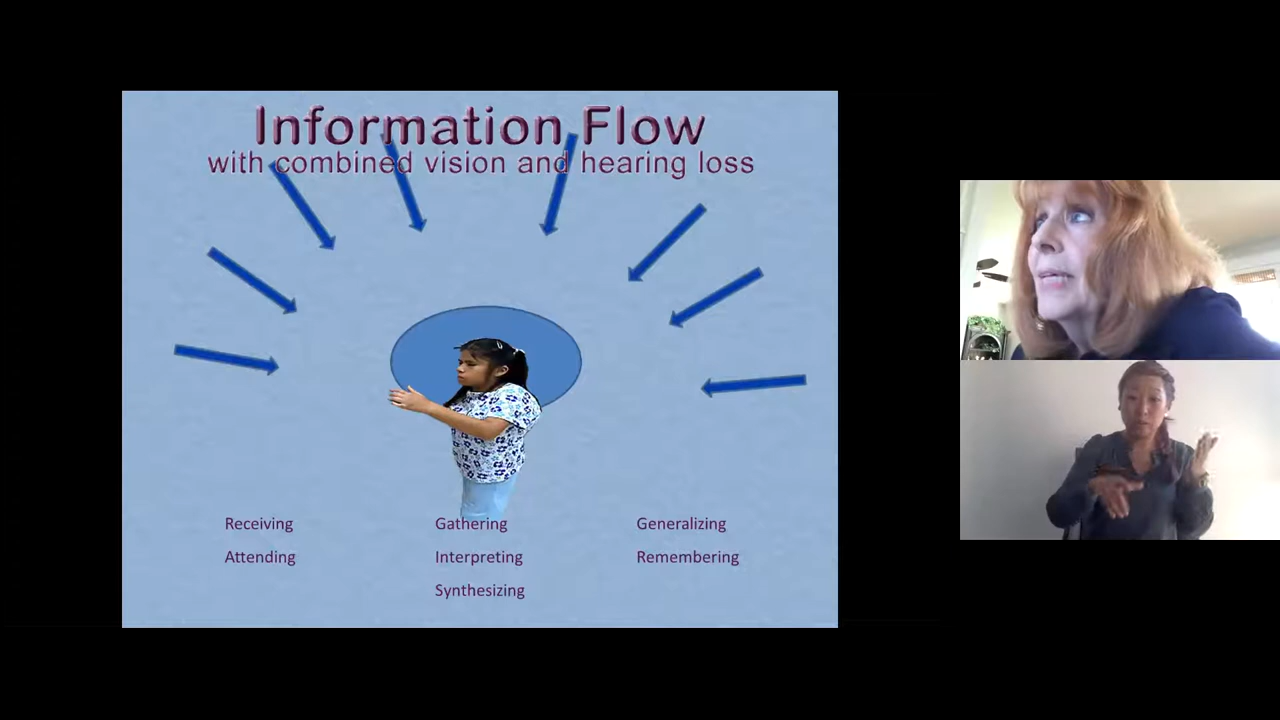 Information Flow
with combined vision and hearing loss
Receiving
Gathering
Generalizing
Attending
Interpreting
Remembering
Synthesizing